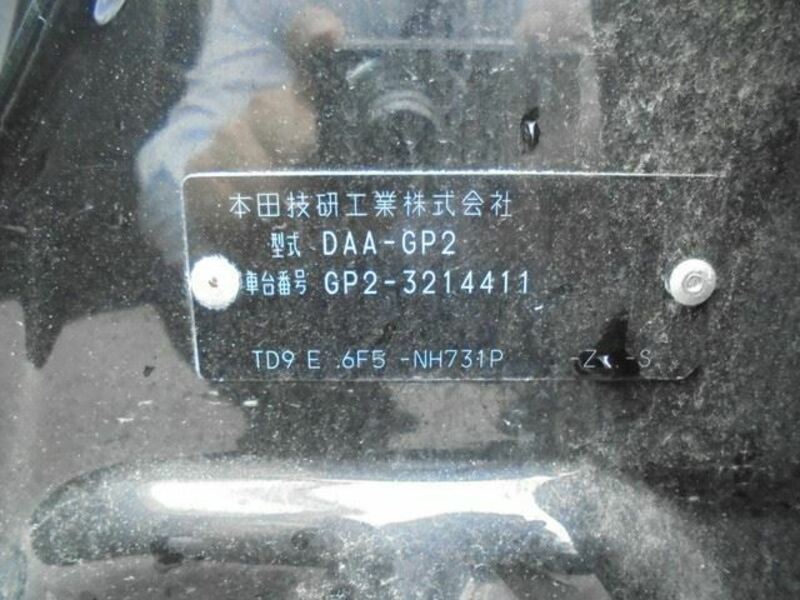 本田技研工業株式会社
型式 DAA-GP2
車台番号 GP2-3214411
TD9 E .6F5 -NH731P -Z -S